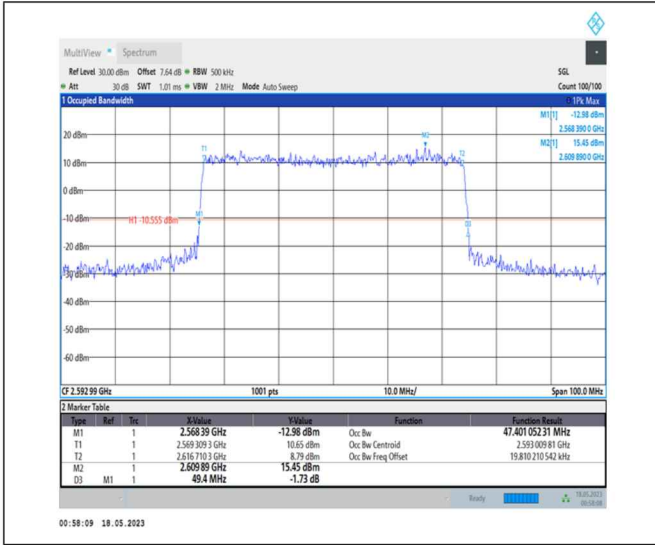 MultiView Spectrum
Ref Level 30.00 dBm Offset 7.64 dB RBW 500 kHz SGL
Att 30 dB SWT 1.01 ms VBW 2 MHz Mode Auto Sweep Count 100/100
1 Occupied Bandwidth 1Pk Max
M1[1] -12.98 dBm
2.568 390 0 GHz
20 dBm M2 M2[1] 15.45 dBm
T1 T2 2.609 890 0 GHz
10 dBm
0 dBm
-10 dBm H1 -10.555 dBm M1 D3
-20 dBm
-30 dBm
-40 dBm
-50 dBm
-60 dBm
CF 2.592 99 GHz 1001 pts 10.0 MHz/ Span 100.0 MHz
2 Marker Table
Type Ref Trc X-Value Y-Value Function Function Result
M1 1 2.568 39 GHz -12.98 dBm Occ Bw 47.401 052 31 MHz
T1 1 2.569 309 3 GHz 10.65 dBm Occ Bw Centroid 2.593 009 81 GHz
T2 1 2.616 710 3 GHz 8.79 dBm Occ Bw Freq Offset 19.810 210 542 kHz
M2 1 2.609 89 GHz 15.45 dBm
D3 M1 1 49.4 MHz -1.73 dB
Ready 18.05.2023
00:58:08
00:58:09 18.05.2023